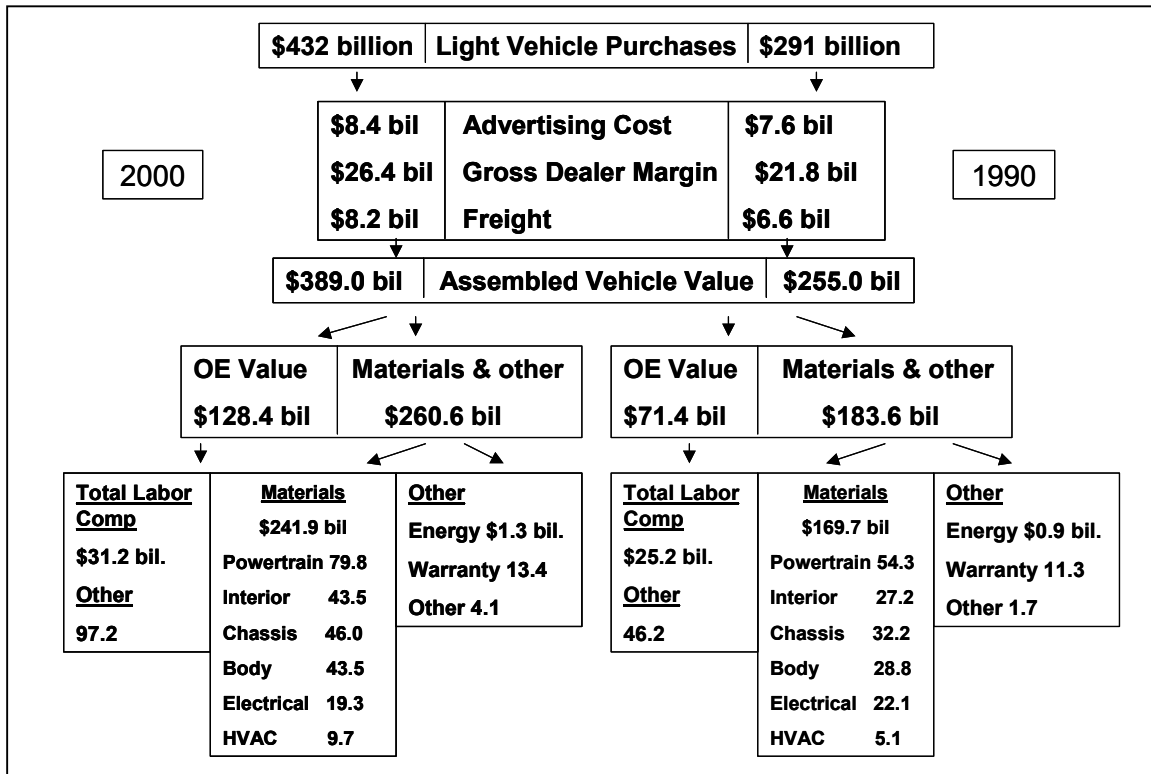 $432 billion Light Vehicle Purchases $291 billion
$8.4 bil Advertising Cost $7.6 bil
$26.4 bil Gross Dealer Margin $21.8 bil
$8.2 bil Freight $6.6 bil
2000
1990
$389.0 bil Assembled Vehicle Value $255.0 bil
OE Value Materials & other
$128.4 bil $260.6 bil
OE Value Materials & other
$71.4 bil $183.6 bil
Total Labor
Comp
$31.2 bil.
Other
97.2
Materials
$241.9 bil
Powertrain 79.8
Interior 43.5
Chassis 46.0
Body 43.5
Electrical 19.3
HVAC 9.7
Other
Energy $1.3 bil.
Warranty 13.4
Other 4.1
Total Labor
Comp
$25.2 bil.
Other
46.2
Materials
$169.7 bil
Powertrain 54.3
Interior 27.2
Chassis 32.2
Body 28.8
Electrical 22.1
HVAC 5.1
Other
Energy $0.9 bil.
Warranty 11.3
Other 1.7